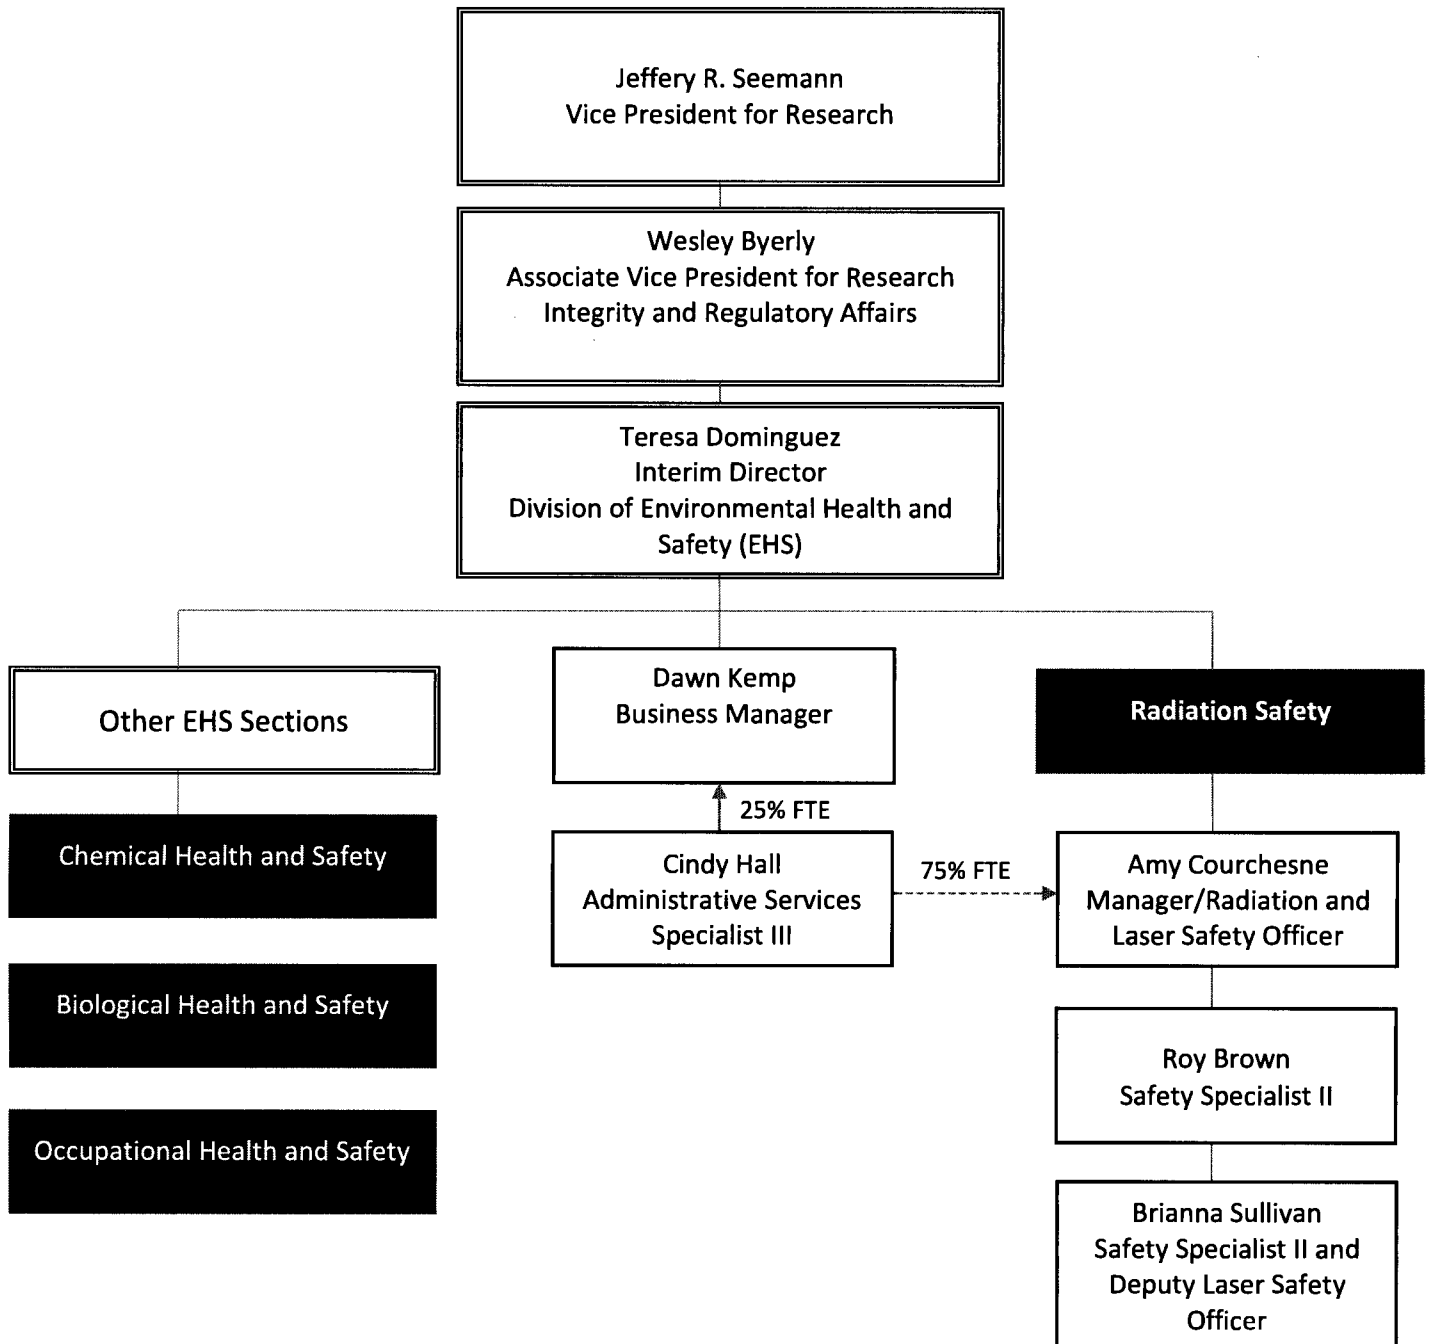 Jeffery R. Seemann
Vice President for Research
Wesley Byerly
Associate Vice President for Research
Integrity and Regulatory Affairs
Teresa Dominguez
Interim Director
Division of Environmental Health and
Safety (EHS)
Other EHS Sections
Chemical Health and Safety
Biological Health and Safety
Occupational Health and Safety
Dawn Kemp
Business Manager
25% FTE
Cindy Hall
Administrative Services
Specialist III
75% FTE
Radiation Safety
Amy Courchesne
Manager/Radiation and
Laser Safety Officer
Roy Brown
Safety Specialist II
Brianna Sullivan
Safety Specialist II and
Deputy Laser Safety
Officer